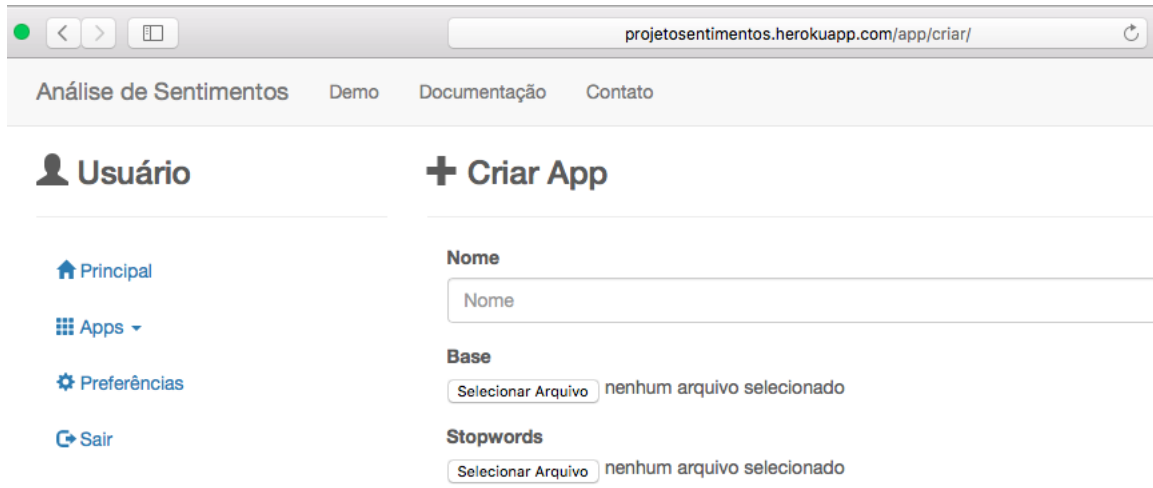 projetosentimentos.herokuapp.com/app/criar/
Análise de Sentimentos Demo Documentação Contato
Usuário
Criar App
Principal
Apps
Preferências
Sair
Nome
Nome
Base
Selecionar Arquivo nenhum arquivo selecionado
Stopwords
Selecionar Arquivo nenhum arquivo selecionado